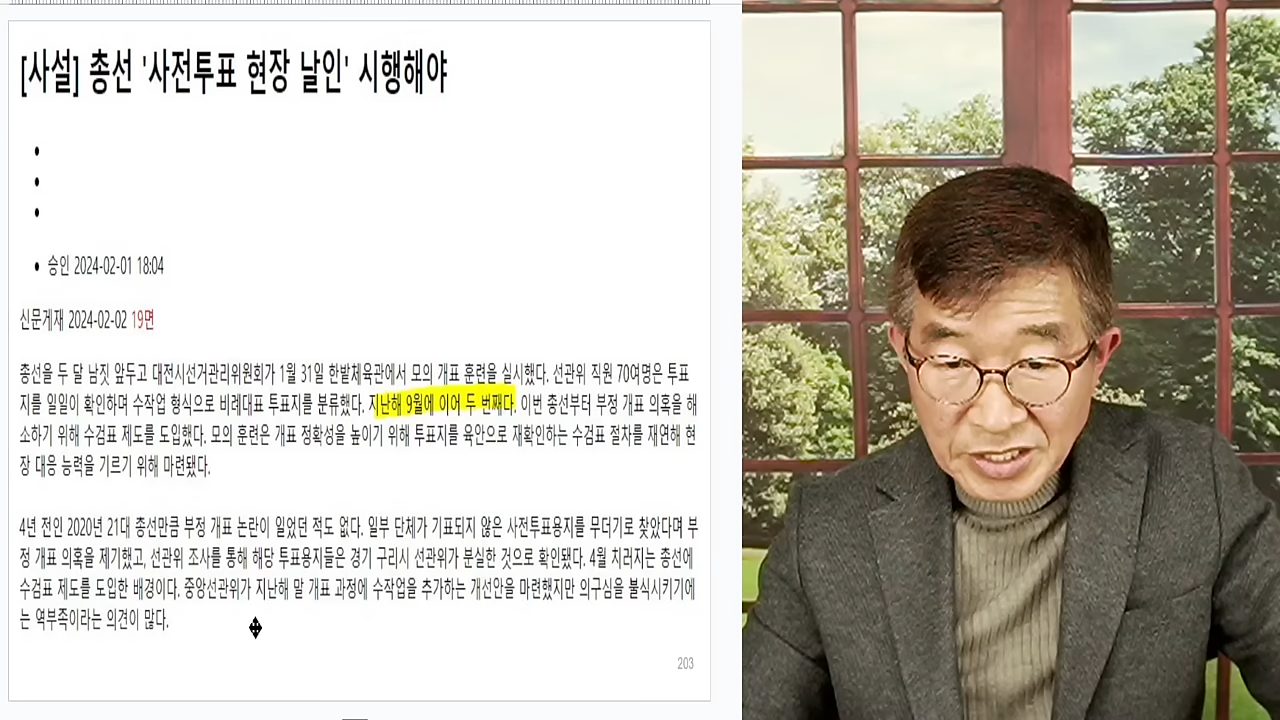 [사설] 총선 '사전투표 현장 날인' 시행해야
승인 2024-02-01 18:04
신문게재 2024-02-02 19면
총선을 두 달 남짓 앞두고 대전시선거관리위원회가 1월 31일 한밭체육관에서 모의 개표 훈련을 실시했다. 선관위 직원 70여명은 투표
지를 일일이 확인하며 수작업 형식으로 비례대표 투표지를 분류했다. 지난해 9월에 이어 두 번째다. 이번 총선부터 부정 개표 의혹을 해
소하기 위해 수검표 제도를 도입했다. 모의 훈련은 개표 정확성을 높이기 위해 투표지를 육안으로 재확인하는 수검표 절차를 재연해 현
장 대응 능력을 기르기 위해 마련됐다.
4년 전인 2020년 21대 총선만큼 부정 개표 논란이 일었던 적도 없다. 일부 단체가 기표되지 않은 사전투표용지를 무더기로 찾았다며 부
정 개표 의혹을 제기했고, 선관위 조사를 통해 해당 투표용지들은 경기 구리시 선관위가 분실한 것으로 확인됐다. 4월 치러지는 총선에
수검표 제도를 도입한 배경이다. 중앙선관위가 지난해 말 개표 과정에 수작업을 추가하는 개선안을 마련했지만 의구심을 불식시키기에
는 역부족이라는 의견이 많다.
203